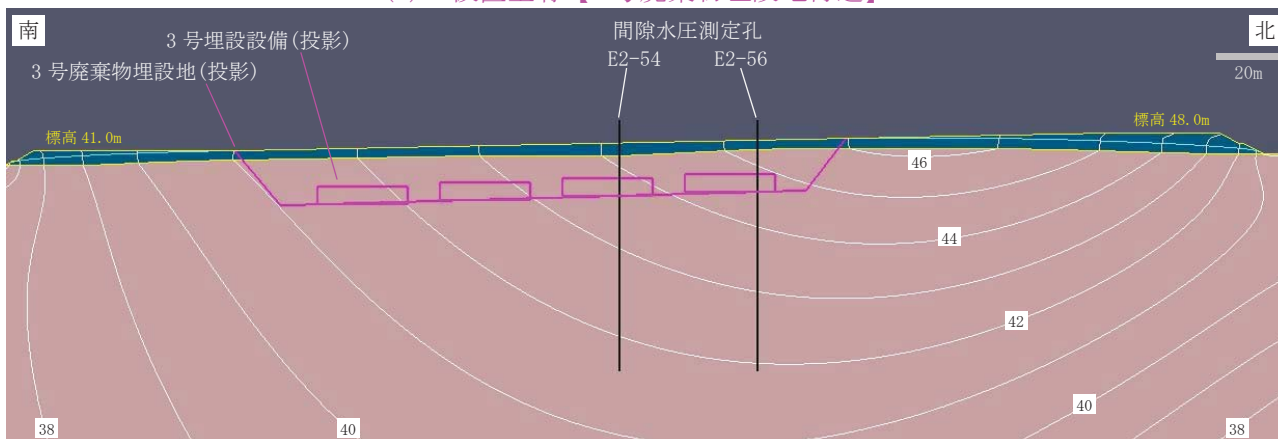 南
北
3号埋設設備(投影)
3号廃棄物埋設地(投影)
間隙水圧測定孔
E2-54
E2-56
20m
標高 41.0m
標高 48.0m
46
44
42
40
38
38
40